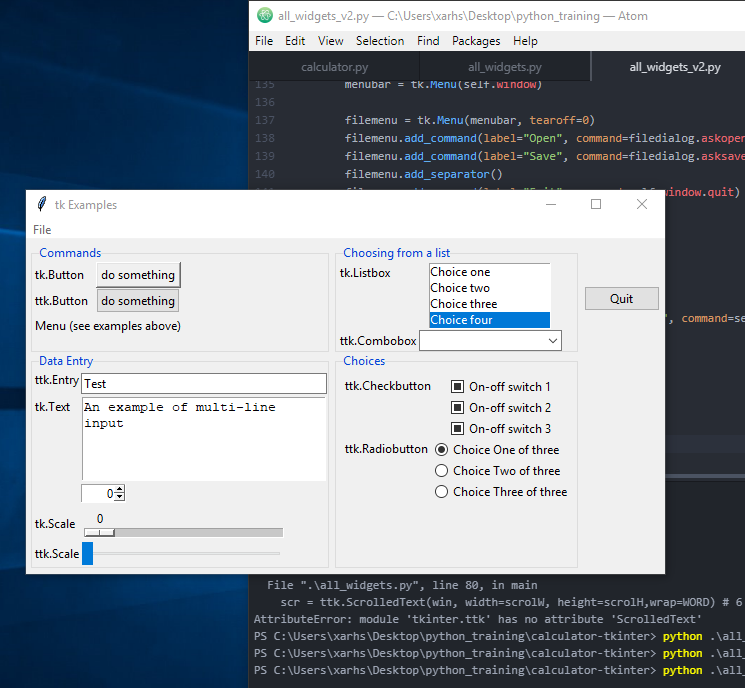 all_widgets_v2.py — C:\Users\xarhs\Desktop\python_training — Atom
File Edit View Selection Find Packages Help
calculator.py all_widgets.py all_widgets_v2.py
135 menubar = tk.Menu(self.window)
136
137 filemenu = tk.Menu(menubar, tearoff=0)
138 filemenu.add_command(label="Open", command=filedialog.askopen
139 filemenu.add_command(label="Save", command=filedialog.asksave
140 filemenu.add_separator()
window.quit)
", command=se
tk Examples
File
Commands
tk.Button do something
ttk.Button do something
Menu (see examples above)
Choosing from a list
tk.Listbox Choice one
Choice two
Choice three
Choice four
ttk.Combobox
Quit
Data Entry
ttk.Entry Test
tk.Text An example of multi-line
input
0
tk.Scale 0
ttk.Scale
Choices
ttk.Checkbutton On-off switch 1
On-off switch 2
On-off switch 3
ttk.Radiobutton Choice One of three
Choice Two of three
Choice Three of three
File ".\all_widgets.py", line 80, in main
scr = ttk.ScrolledText(win, width=scrolW, height=scrolH,wrap=WORD) # 6
AttributeError: module 'tkinter.ttk' has no attribute 'ScrolledText'
PS C:\Users\xarhs\Desktop\python_training\calculator-tkinter> python .\all_
PS C:\Users\xarhs\Desktop\python_training\calculator-tkinter> python .\all_
PS C:\Users\xarhs\Desktop\python_training\calculator-tkinter> python .\all_